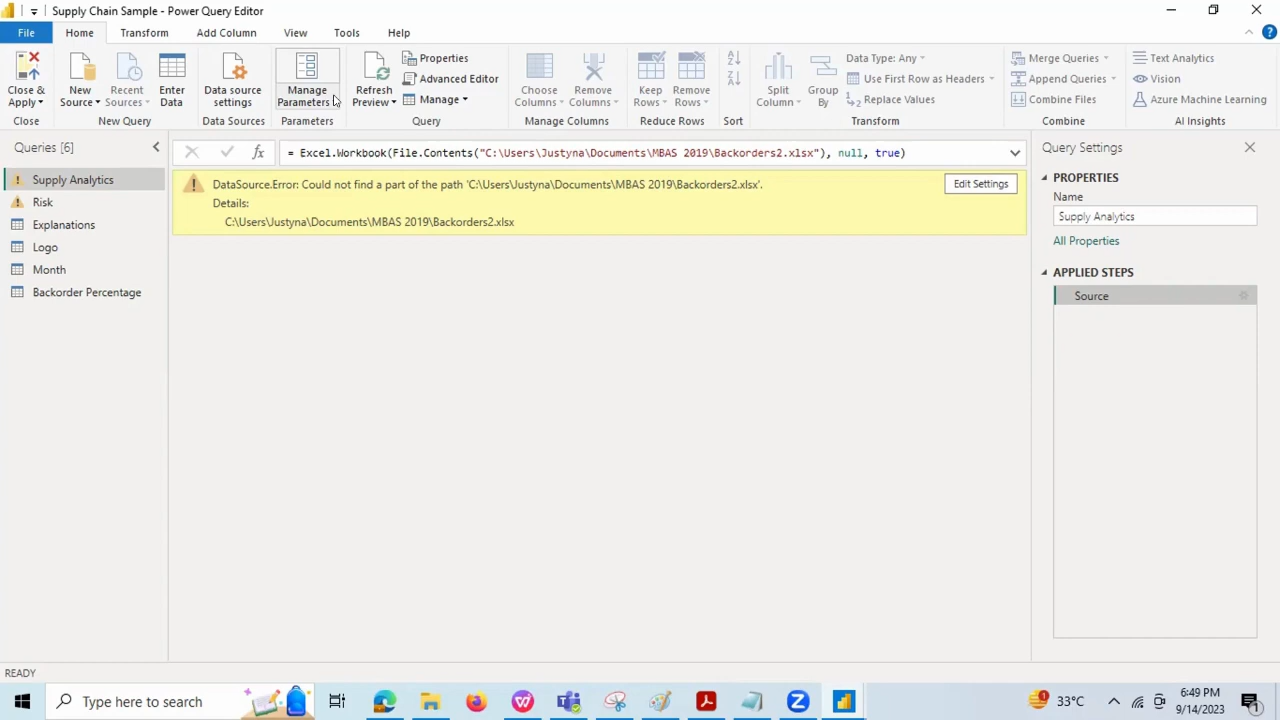 Supply Chain Sample - Power Query Editor
File Home Transform Add Column View Tools Help
Close & Apply
Close
New Source
Recent Sources
Enter Data
New Query
Data source settings
Data Sources
Manage Parameters
Parameters
Refresh Preview
Properties
Advanced Editor
Manage
Query
Choose Columns
Remove Columns
Manage Columns
Keep Rows
Remove Rows
Reduce Rows
Sort
Split Column
Group By
Data Type: Any
Use First Row as Headers
Replace Values
Transform
Merge Queries
Append Queries
Combine Files
Combine
Text Analytics
Vision
Azure Machine Learning
AI Insights
Queries [6]
Supply Analytics
Risk
Explanations
Logo
Month
Backorder Percentage
fx
= Excel.Workbook(File.Contents("C:\Users\Justyna\Documents\MBAS 2019\Backorders2.xlsx"), null, true)
DataSource.Error: Could not find a part of the path 'C:\Users\Justyna\Documents\MBAS 2019\Backorders2.xlsx'.
Details:
C:\Users\Justyna\Documents\MBAS 2019\Backorders2.xlsx
Edit Settings
Query Settings
PROPERTIES
Name
Supply Analytics
All Properties
APPLIED STEPS
Source
READY
Type here to search
33°C
6:49 PM
9/14/2023